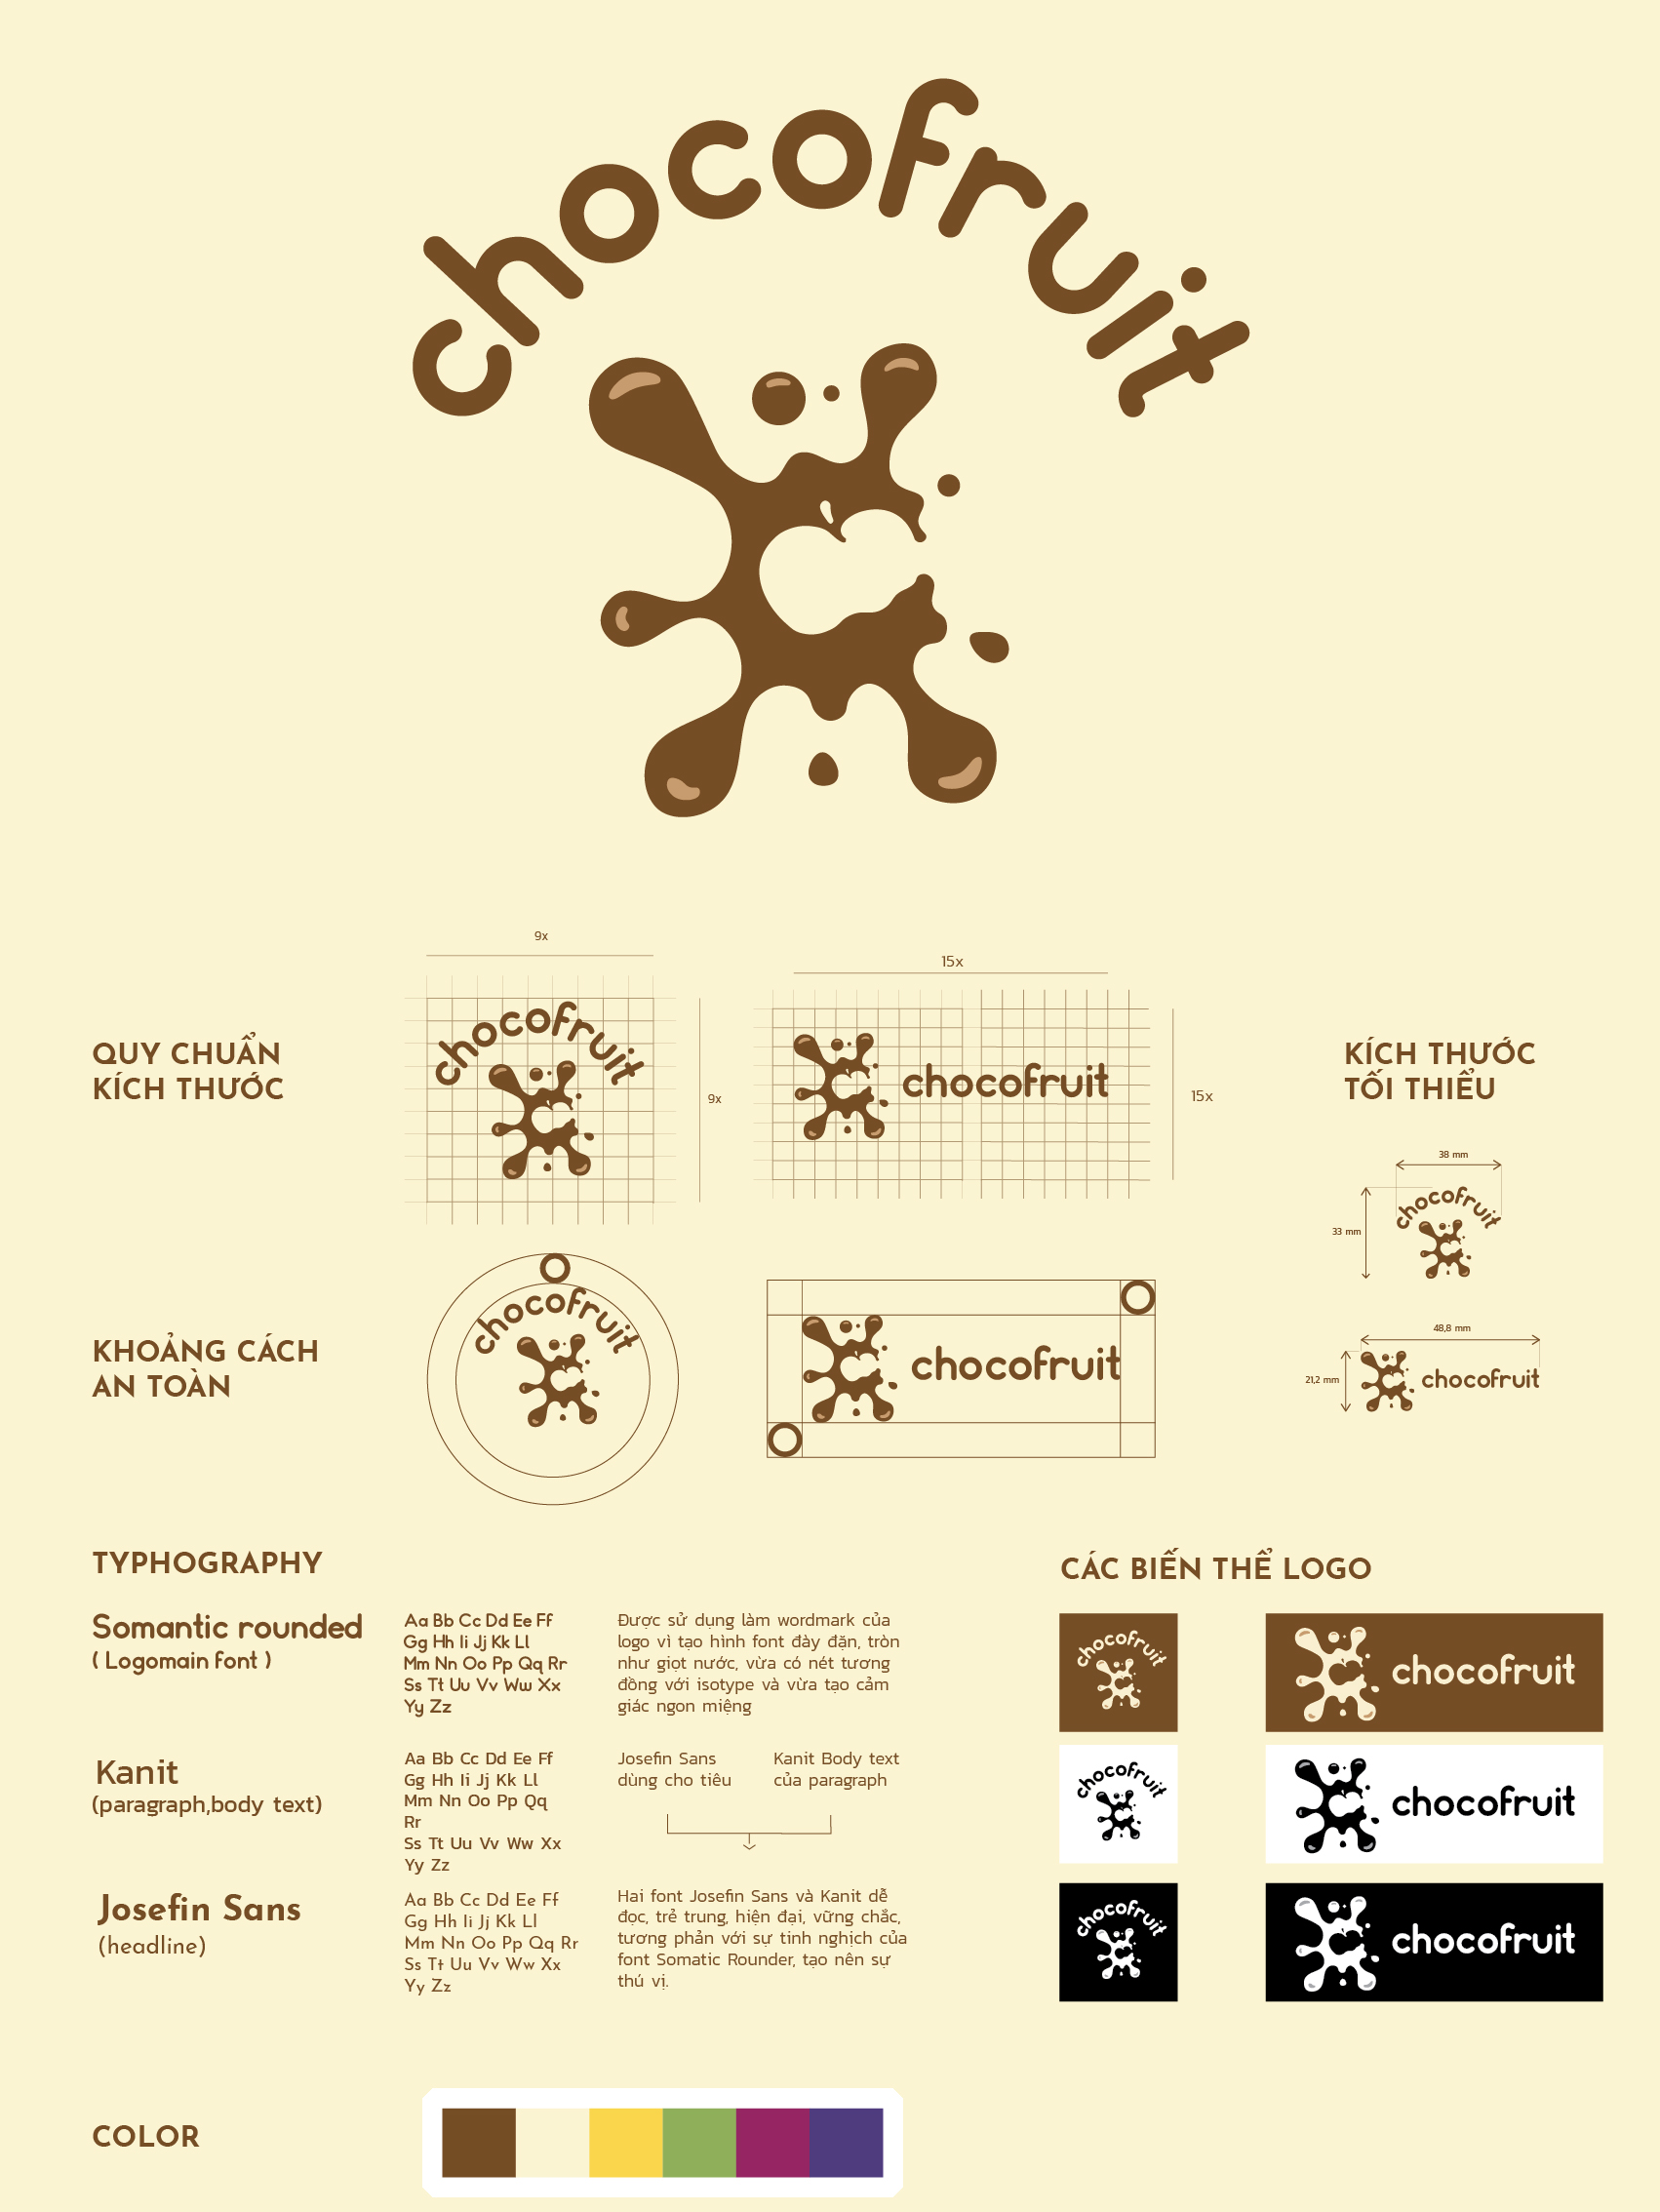 chocofruit
9x
15x
QUY CHUẨN
KÍCH THƯỚC
chocofruit
9x
chocofruit
15x
KÍCH THƯỚC
TỐI THIỂU
38 mm
33 mm
chocofruit
KHOẢNG CÁCH
AN TOÀN
chocofruit
chocofruit
48,8 mm
21,2 mm
chocofruit
TYPHOGRAPHY
Somantic rounded
( Logomain font )
Aa Bb Cc Dd Ee Ff
Gg Hh Ii Jj Kk Ll
Mm Nn Oo Pp Qq Rr
Ss Tt Uu Vv Ww Xx
Yy Zz
Được sử dụng làm wordmark của
logo vì tạo hình font đày đặn, tròn
như giọt nước, vừa có nét tương
đồng với isotype và vừa tạo cảm
giác ngon miệng
Kanit
(paragraph,body text)
Aa Bb Cc Dd Ee Ff
Gg Hh Ii Jj Kk Ll
Mm Nn Oo Pp Qq
Rr
Ss Tt Uu Vv Ww Xx
Yy Zz
Josefin Sans
dùng cho tiêu
Kanit Body text
của paragraph
Josefin Sans
(headline)
Aa Bb Cc Dd Ee Ff
Gg Hh Ii Jj Kk Ll
Mm Nn Oo Pp Qq Rr
Ss Tt Uu Vv Ww Xx
Yy Zz
Hai font Josefin Sans và Kanit dễ
đọc, trẻ trung, hiện đại, vững chắc,
tương phản với sự tinh nghịch của
font Somatic Rounder, tạo nên sự
thú vị.
CÁC BIẾN THỂ LOGO
chocofruit
chocofruit
chocofruit
chocofruit
chocofruit
chocofruit
COLOR